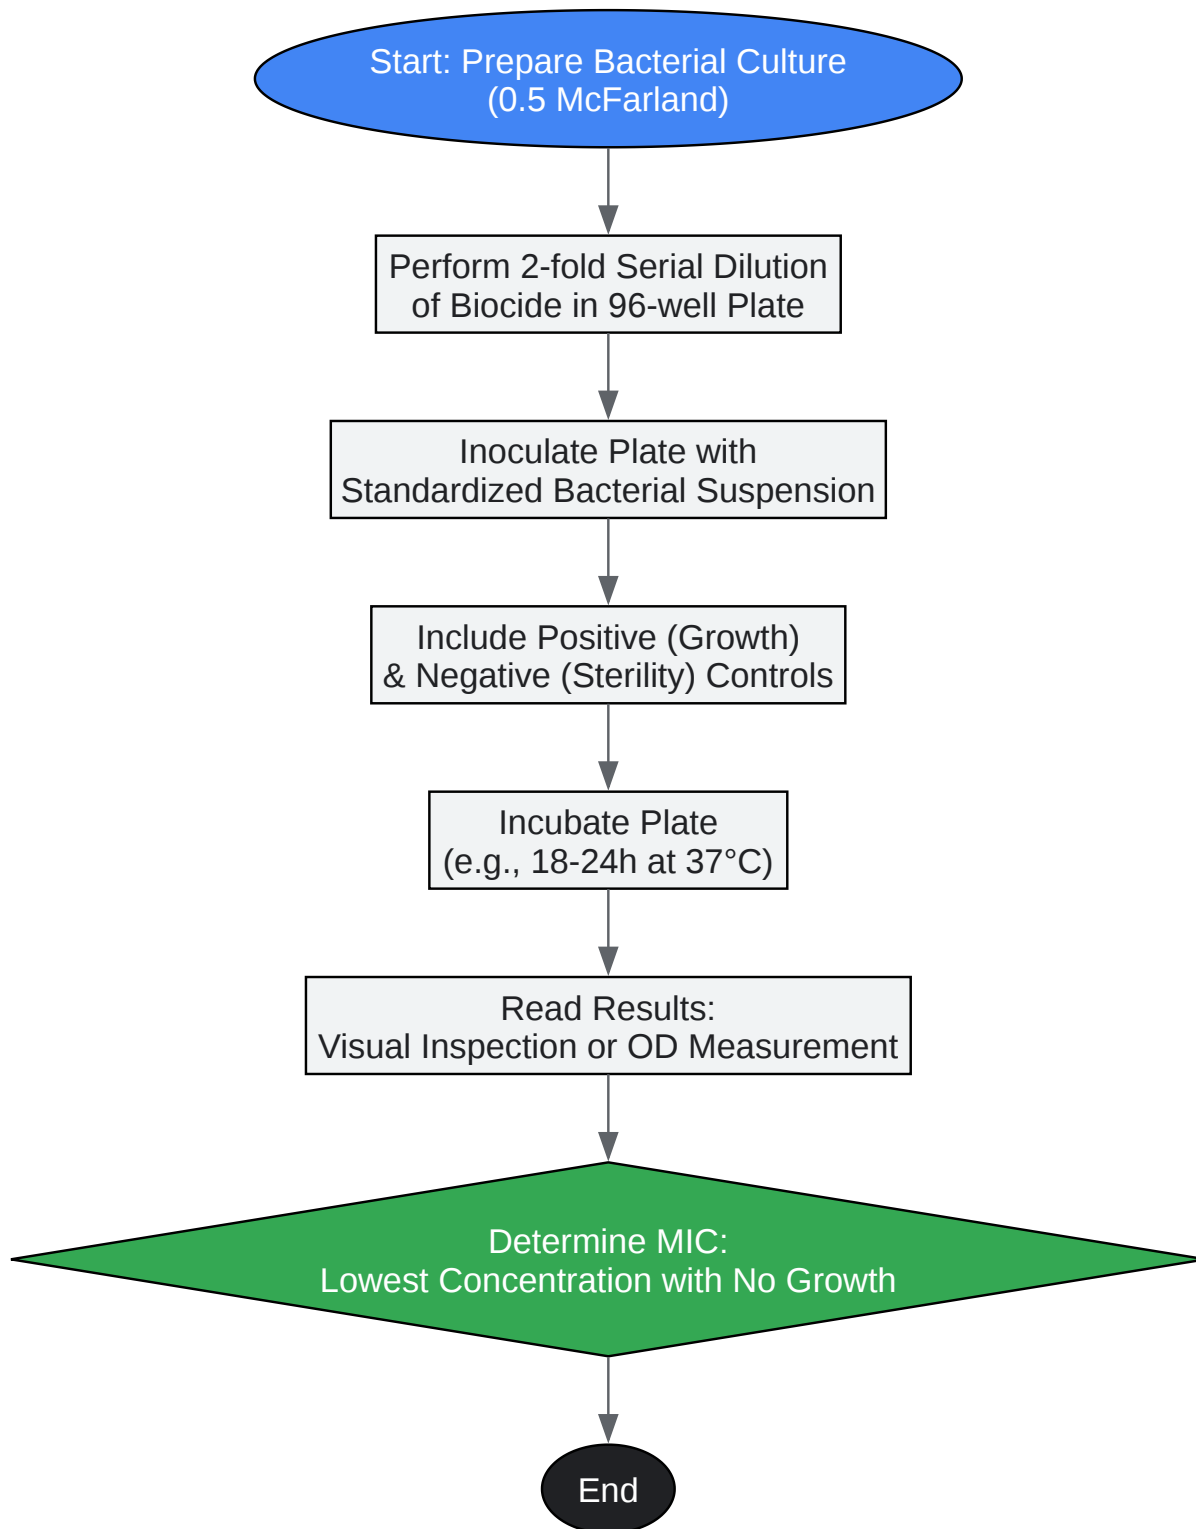 Start: Prepare Bacterial Culture
(0.5 McFarland)
Perform 2-fold Serial Dilution
of Biocide in 96-well Plate
Inoculate Plate with
Standardized Bacterial Suspension
Include Positive (Growth)
& Negative (Sterility) Controls
Incubate Plate
(e.g., 18-24h at 37°C)
Read Results:
Visual Inspection or OD Measurement
Determine MIC:
Lowest Concentration with No Growth
End